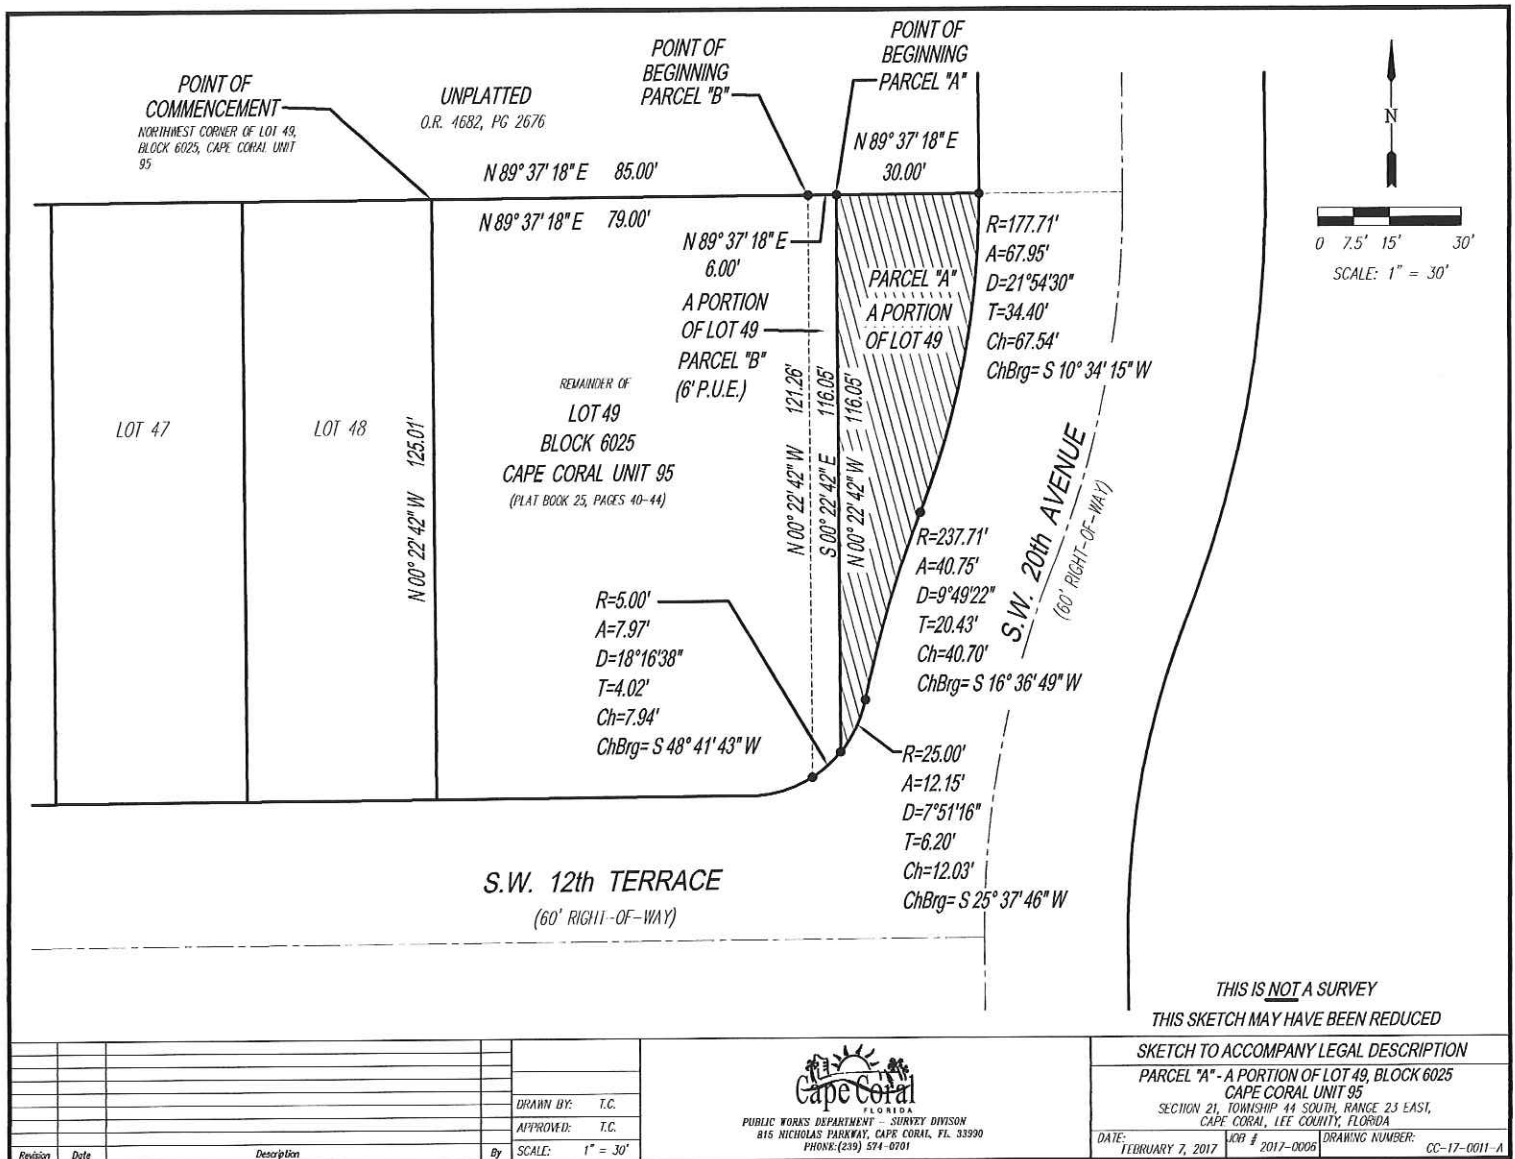 POINT OF
COMMENCEMENT
NORTHWEST CORNER OF LOT 49,
BLOCK 6025, CAPE CORAL UNIT
95
UNPLATTED
O.R. 4682, PG 2676
POINT OF
BEGINNING
PARCEL "B"
POINT OF
BEGINNING
PARCEL "A"
N 89° 37' 18" E 85.00'
N 89° 37' 18" E 79.00'
N 89° 37' 18" E
30.00'
N
0 7.5' 15' 30'
SCALE: 1" = 30'
N 89° 37' 18" E
6.00'
A PORTION
OF LOT 49
PARCEL "B"
(6' P.U.E.)
PARCEL "A"
A PORTION
OF LOT 49
R=177.71'
A=67.95'
D=21°54'30"
T=34.40'
Ch=67.54'
ChBrg= S 10° 34' 15" W
LOT 47
LOT 48
N 00° 22' 42" W 125.01'
REMAINDER OF
LOT 49
BLOCK 6025
CAPE CORAL UNIT 95
(PLAT BOOK 25, PAGES 40-44)
N 00° 22' 42" W 121.26'
S 00° 22' 42" E 116.05'
N 00° 22' 42" W 116.05'
R=237.71'
A=40.75'
D=9°49'22"
T=20.43'
Ch=40.70'
ChBrg= S 16° 36' 49" W
S.W. 20th AVENUE
(60' RIGHT-OF-WAY)
R=5.00'
A=7.97'
D=18°16'38"
T=4.02'
Ch=7.94'
ChBrg= S 48° 41' 43" W
R=25.00'
A=12.15'
D=7°51'16"
T=6.20'
Ch=12.03'
ChBrg= S 25° 37' 46" W
S.W. 12th TERRACE
(60' RIGHT-OF-WAY)
THIS IS NOT A SURVEY
THIS SKETCH MAY HAVE BEEN REDUCED
Revision Date Description By
DRAWN BY: T.C.
APPROVED: T.C.
SCALE: 1" = 30'
Cape Coral
FLORIDA
PUBLIC WORKS DEPARTMENT - SURVEY DIVISON
815 NICHOLAS PARKWAY, CAPE CORAL, FL. 33990
PHONE:(239) 574-0701
SKETCH TO ACCOMPANY LEGAL DESCRIPTION
PARCEL "A" - A PORTION OF LOT 49, BLOCK 6025
CAPE CORAL UNIT 95
SECTION 21, TOWNSHIP 44 SOUTH, RANGE 23 EAST,
CAPE CORAL, LEE COUNTY, FLORIDA
DATE: FEBRUARY 7, 2017 JOB # 2017-0006 DRAWING NUMBER: CC-17-0011-A